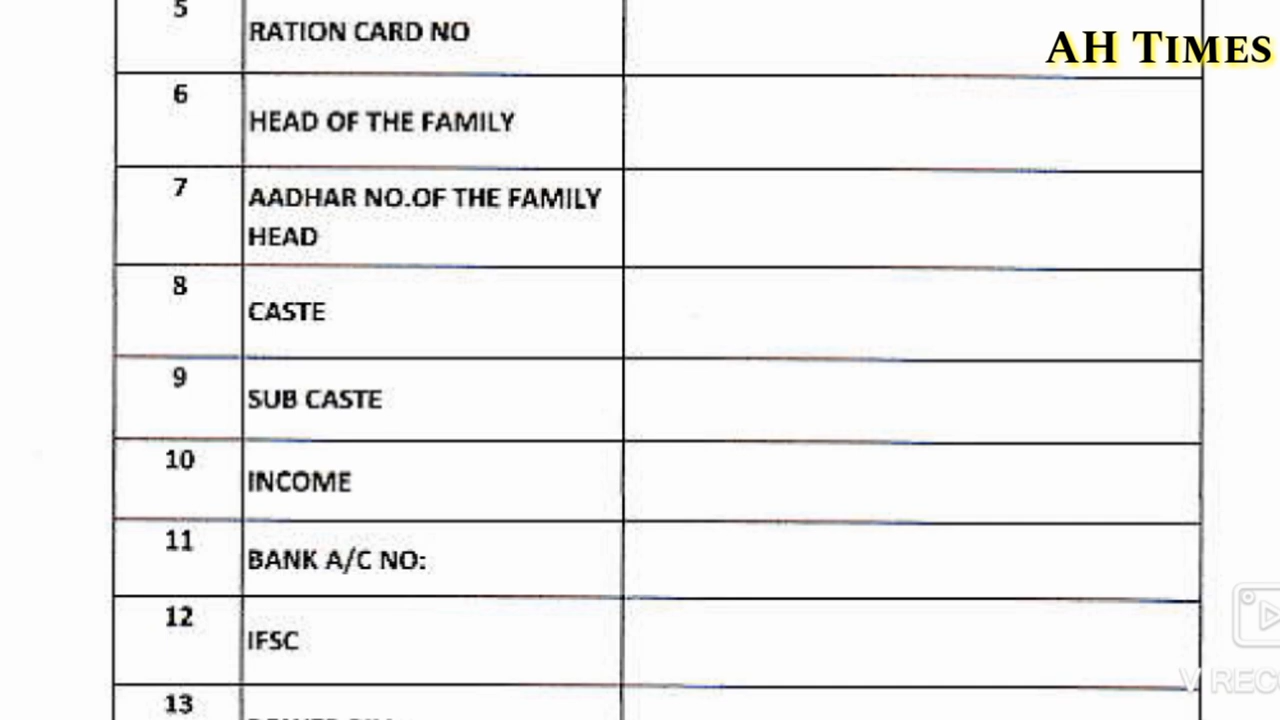 5
RATION CARD NO
AH TIMES
6
HEAD OF THE FAMILY
7
AADHAR NO.OF THE FAMILY
HEAD
8
CASTE
9
SUB CASTE
10
INCOME
11
BANK A/C NO:
12
IFSC
13
V RECO